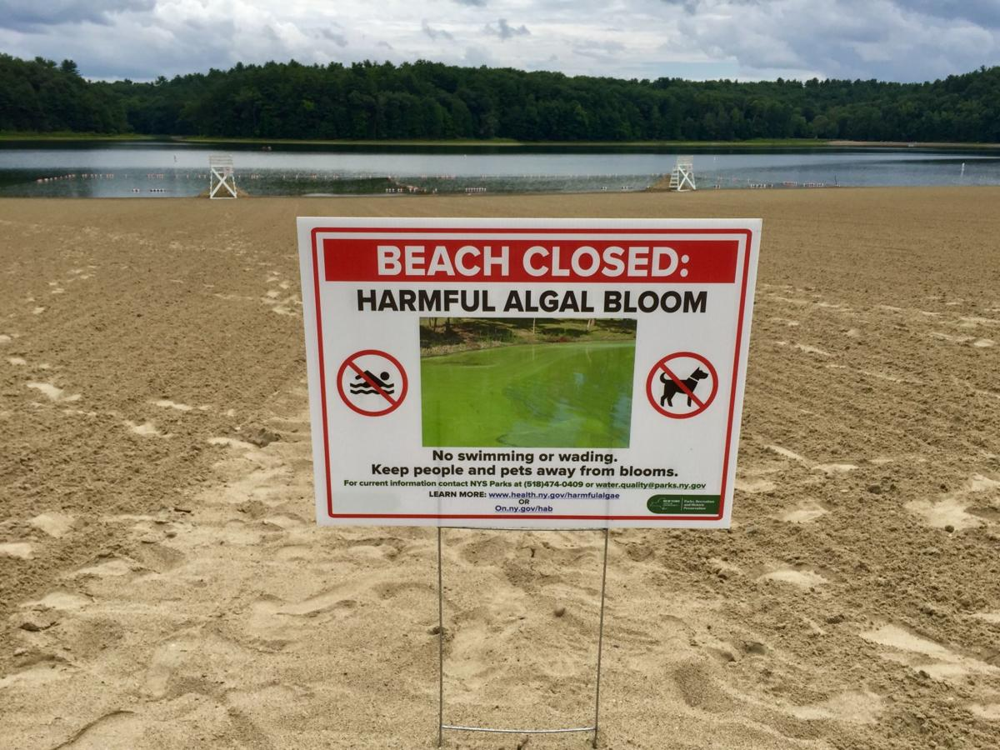 BEACH CLOSED:
HARMFUL ALGAL BLOOM
No swimming or wading.
Keep people and pets away from blooms.
For current information contact NYS Parks at (518)474-0409 or water.quality@parks.ny.gov
LEARN MORE: www.health.ny.gov/harmfulalgae
OR
On.ny.gov/hab
NEW YORK
Parks, Recreation
and Historic
Preservation